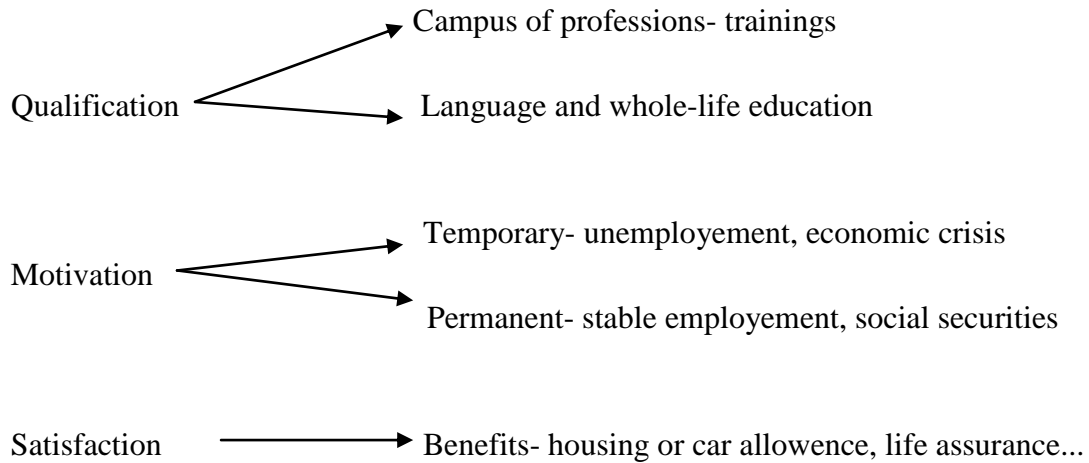 Campus of professions- trainings
Qualification
Language and whole-life education
Temporary- unemployement, economic crisis
Motivation
Permanent- stable employement, social securities
Satisfaction
Benefits- housing or car allowence, life assurance...